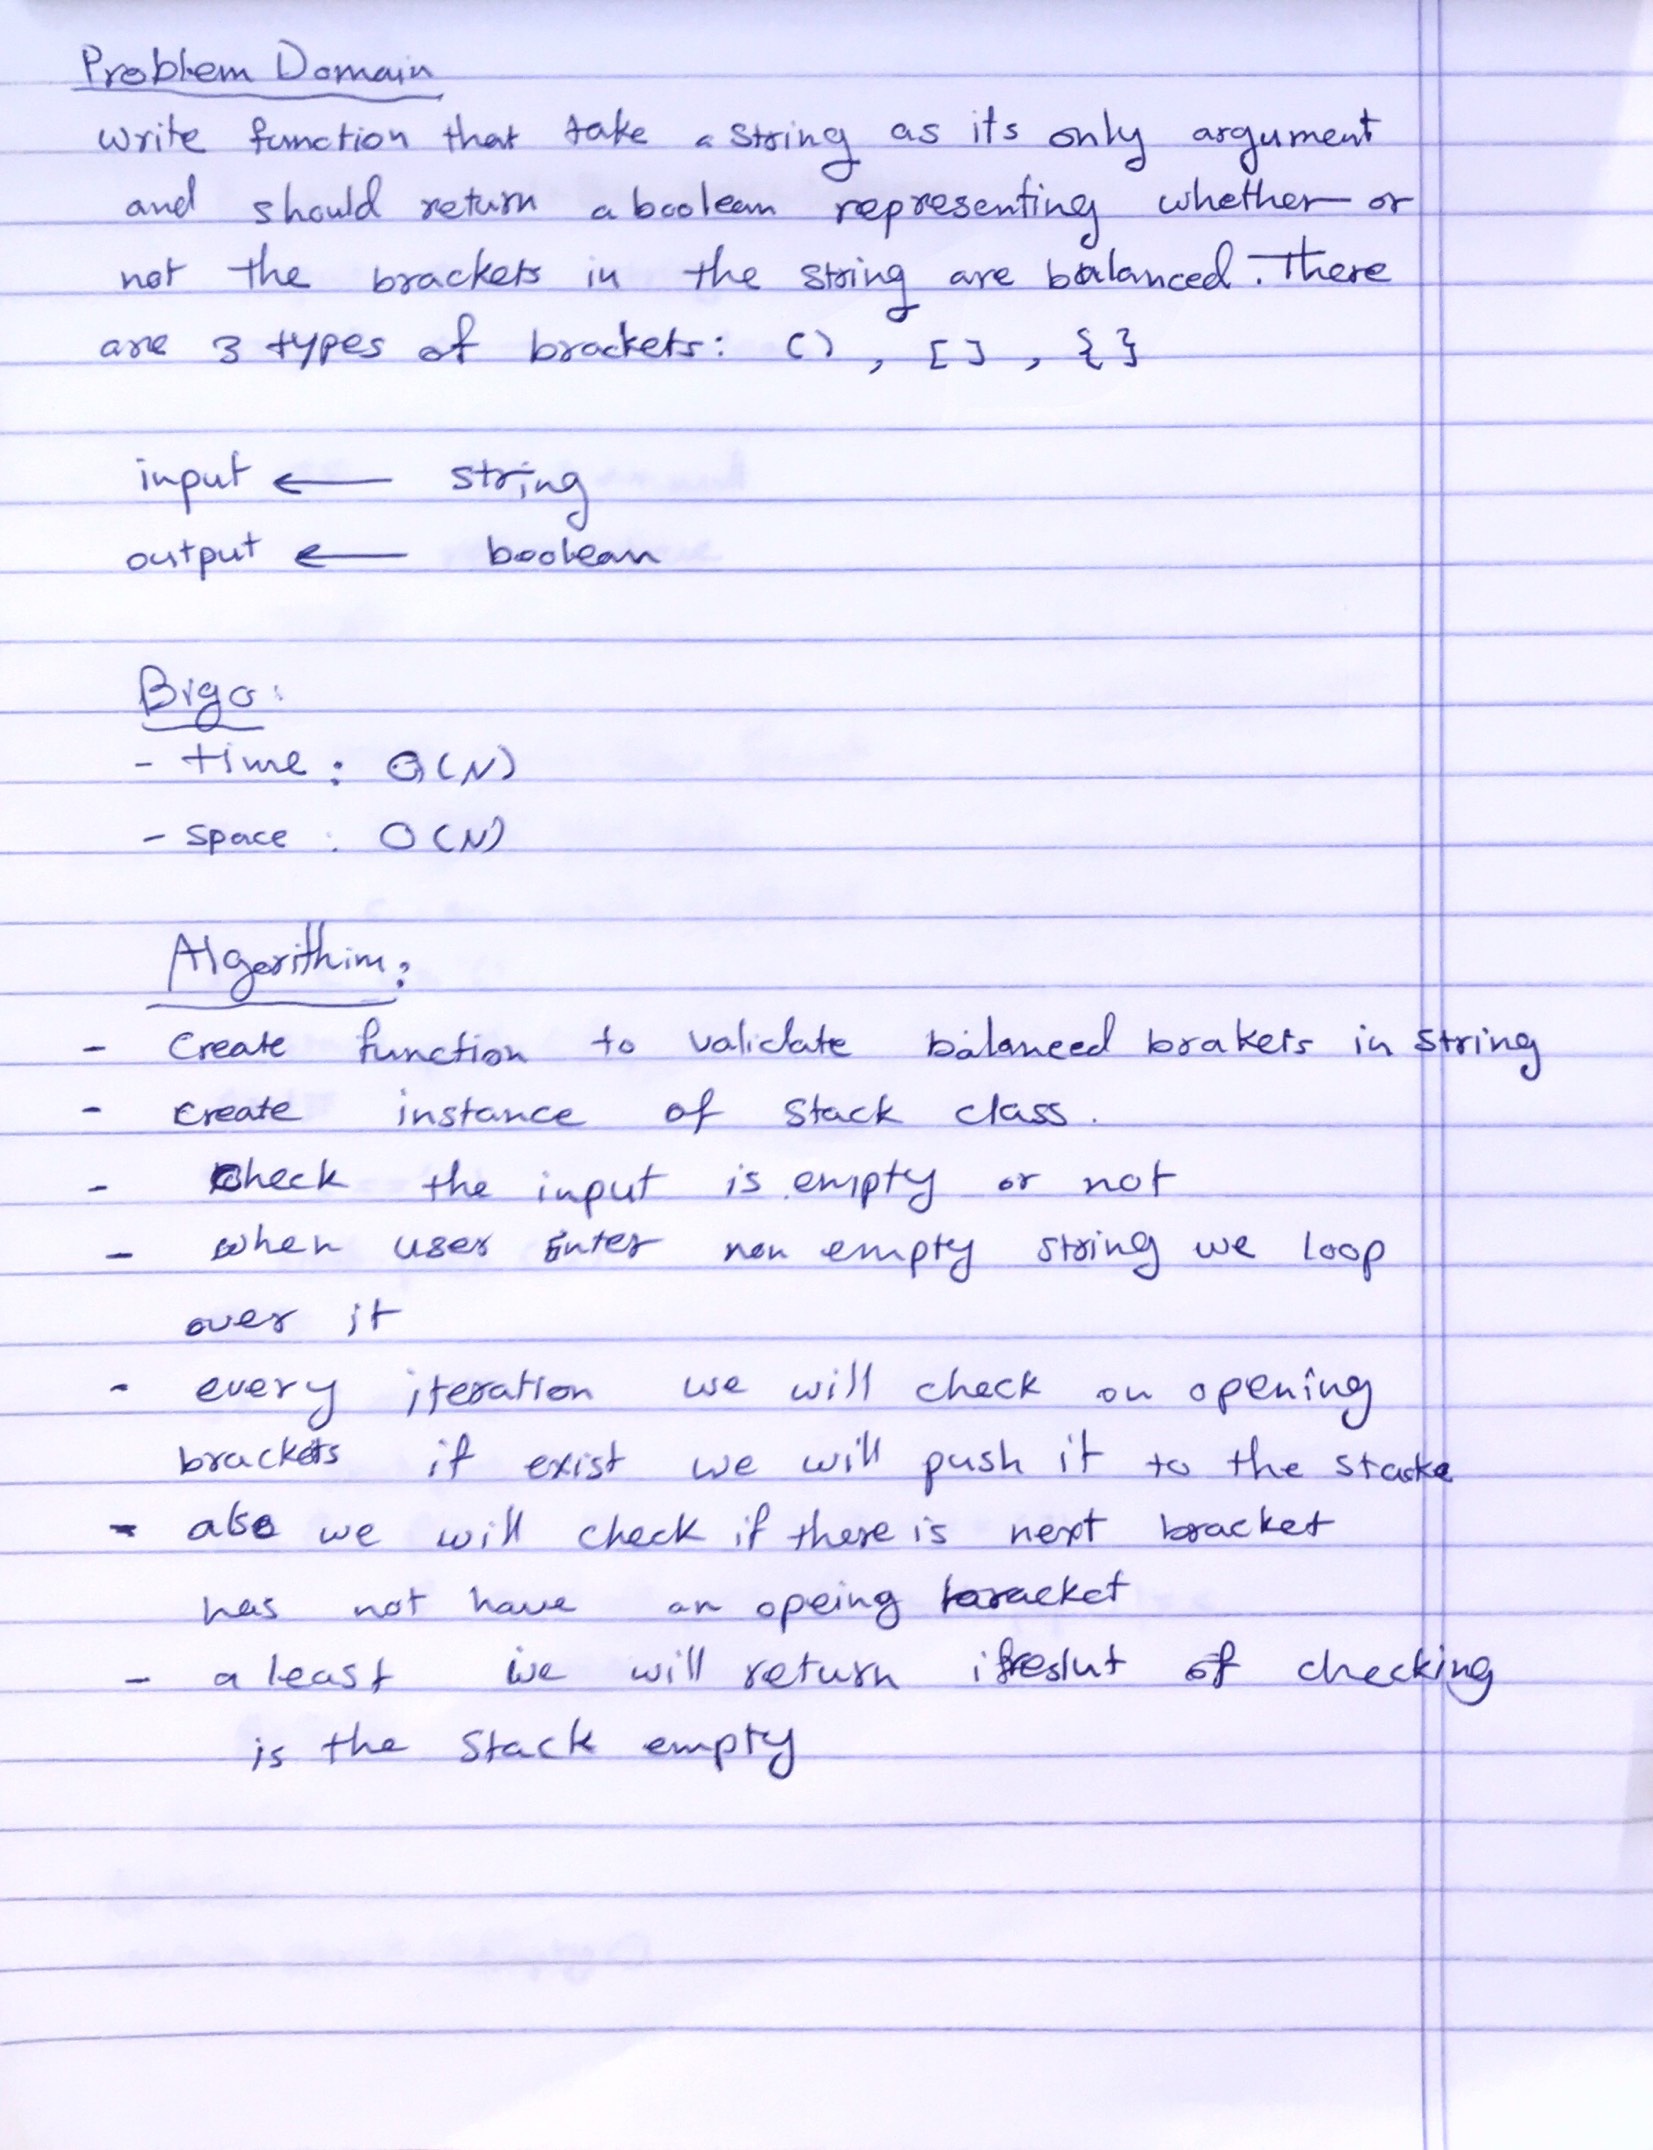 Problem Domain
write function that take a string as its only argument
and should return a boolean representing whether or
not the brackets in the string are balanced. There
are 3 types of brackets: () , [] , {}
input ← string
output ← boolean
Bigo:
- time : O(N)
- space : O(N)
Algorithim:
- Create function to validate balanced brakets in string
- create instance of stack class.
- Check the input is empty or not
- when user Enter non empty string we loop
over it
- every iteration we will check on opening
brackets if exist we will push it to the stacke
- also we will check if there is next bracket
has not have an opeing bracket
- a least we will return reslut of checking
is the stack empty